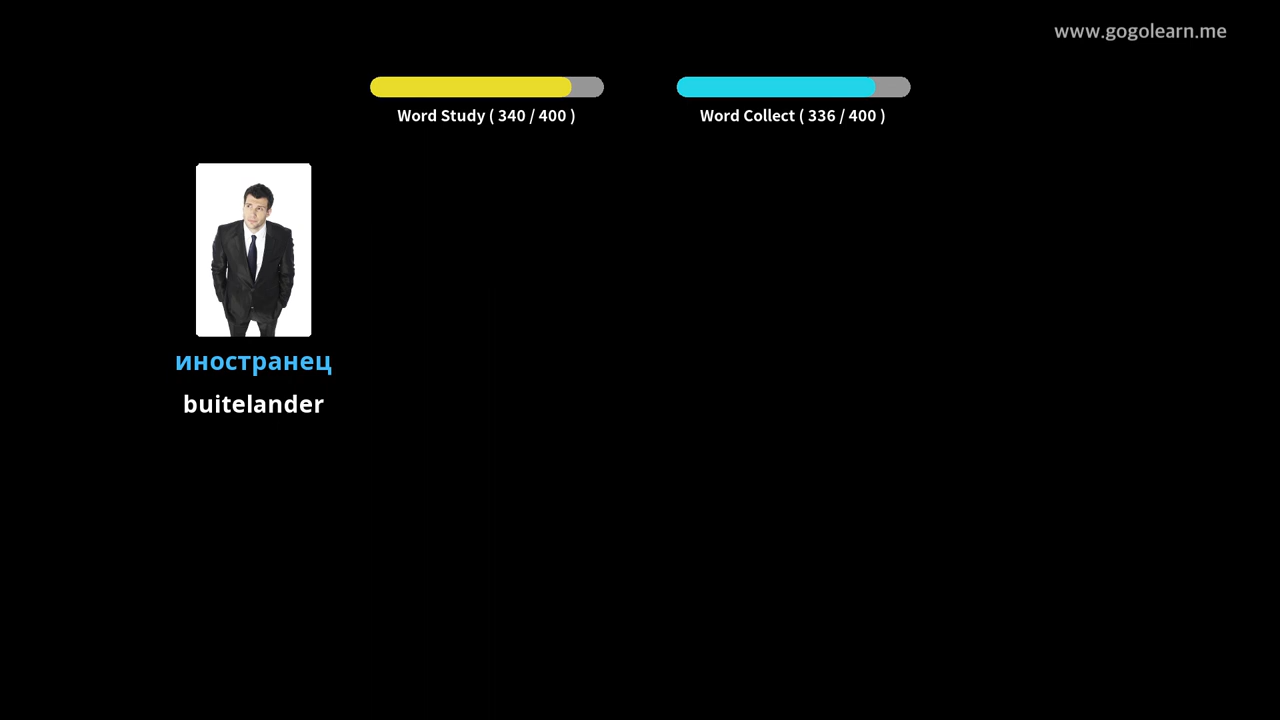 www.gogolearn.me
Word Study ( 340 / 400 )
Word Collect ( 336 / 400 )
иностранец
buitelander